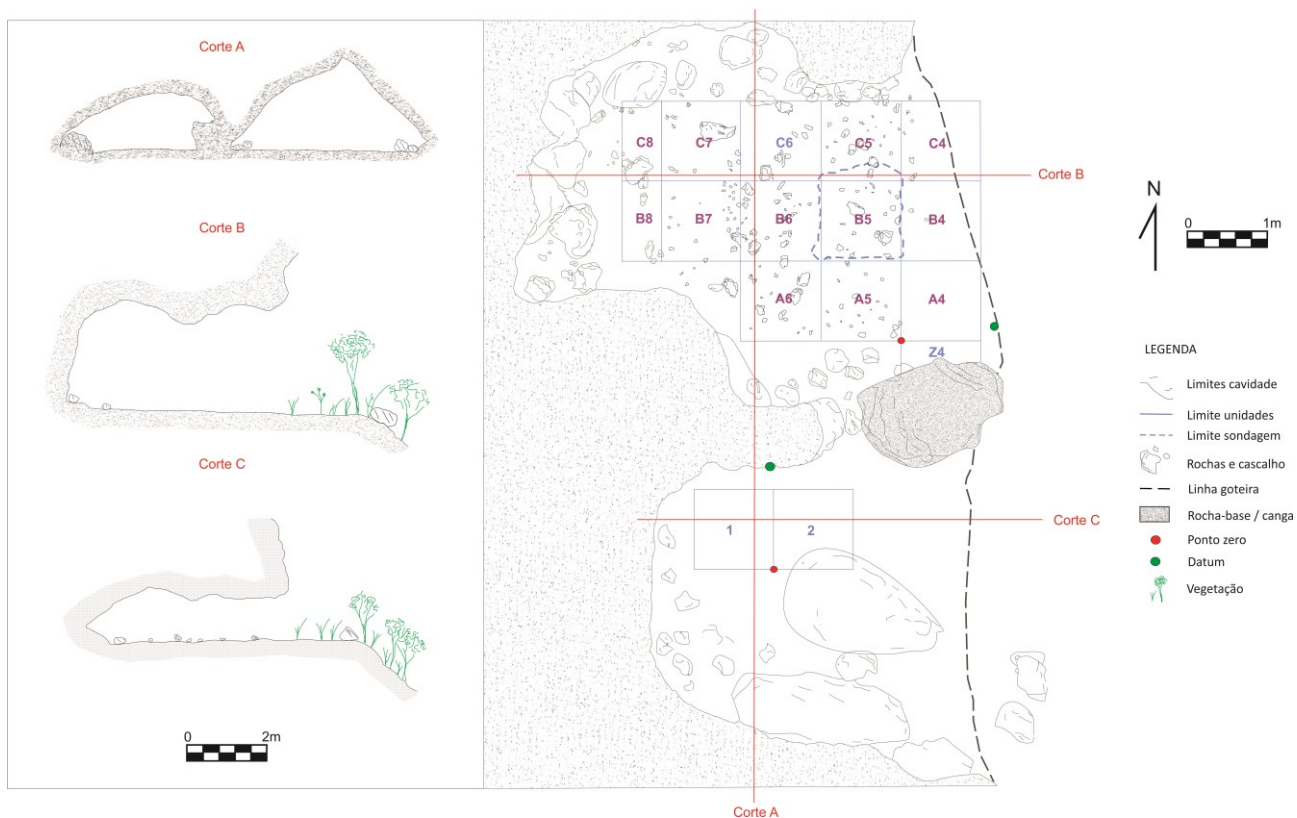 Corte A
Corte B
Corte C
0 2m
C8 C7 C6 C5 C4
Corte B
B8 B7 B6 B5 B4
A6 A5 A4
Z4
1 2
Corte C
Corte A
N
0 1m
LEGENDA
Limites cavidade
Limite unidades
Limite sondagem
Rochas e cascalho
Linha goteira
Rocha-base / canga
Ponto zero
Datum
Vegetação